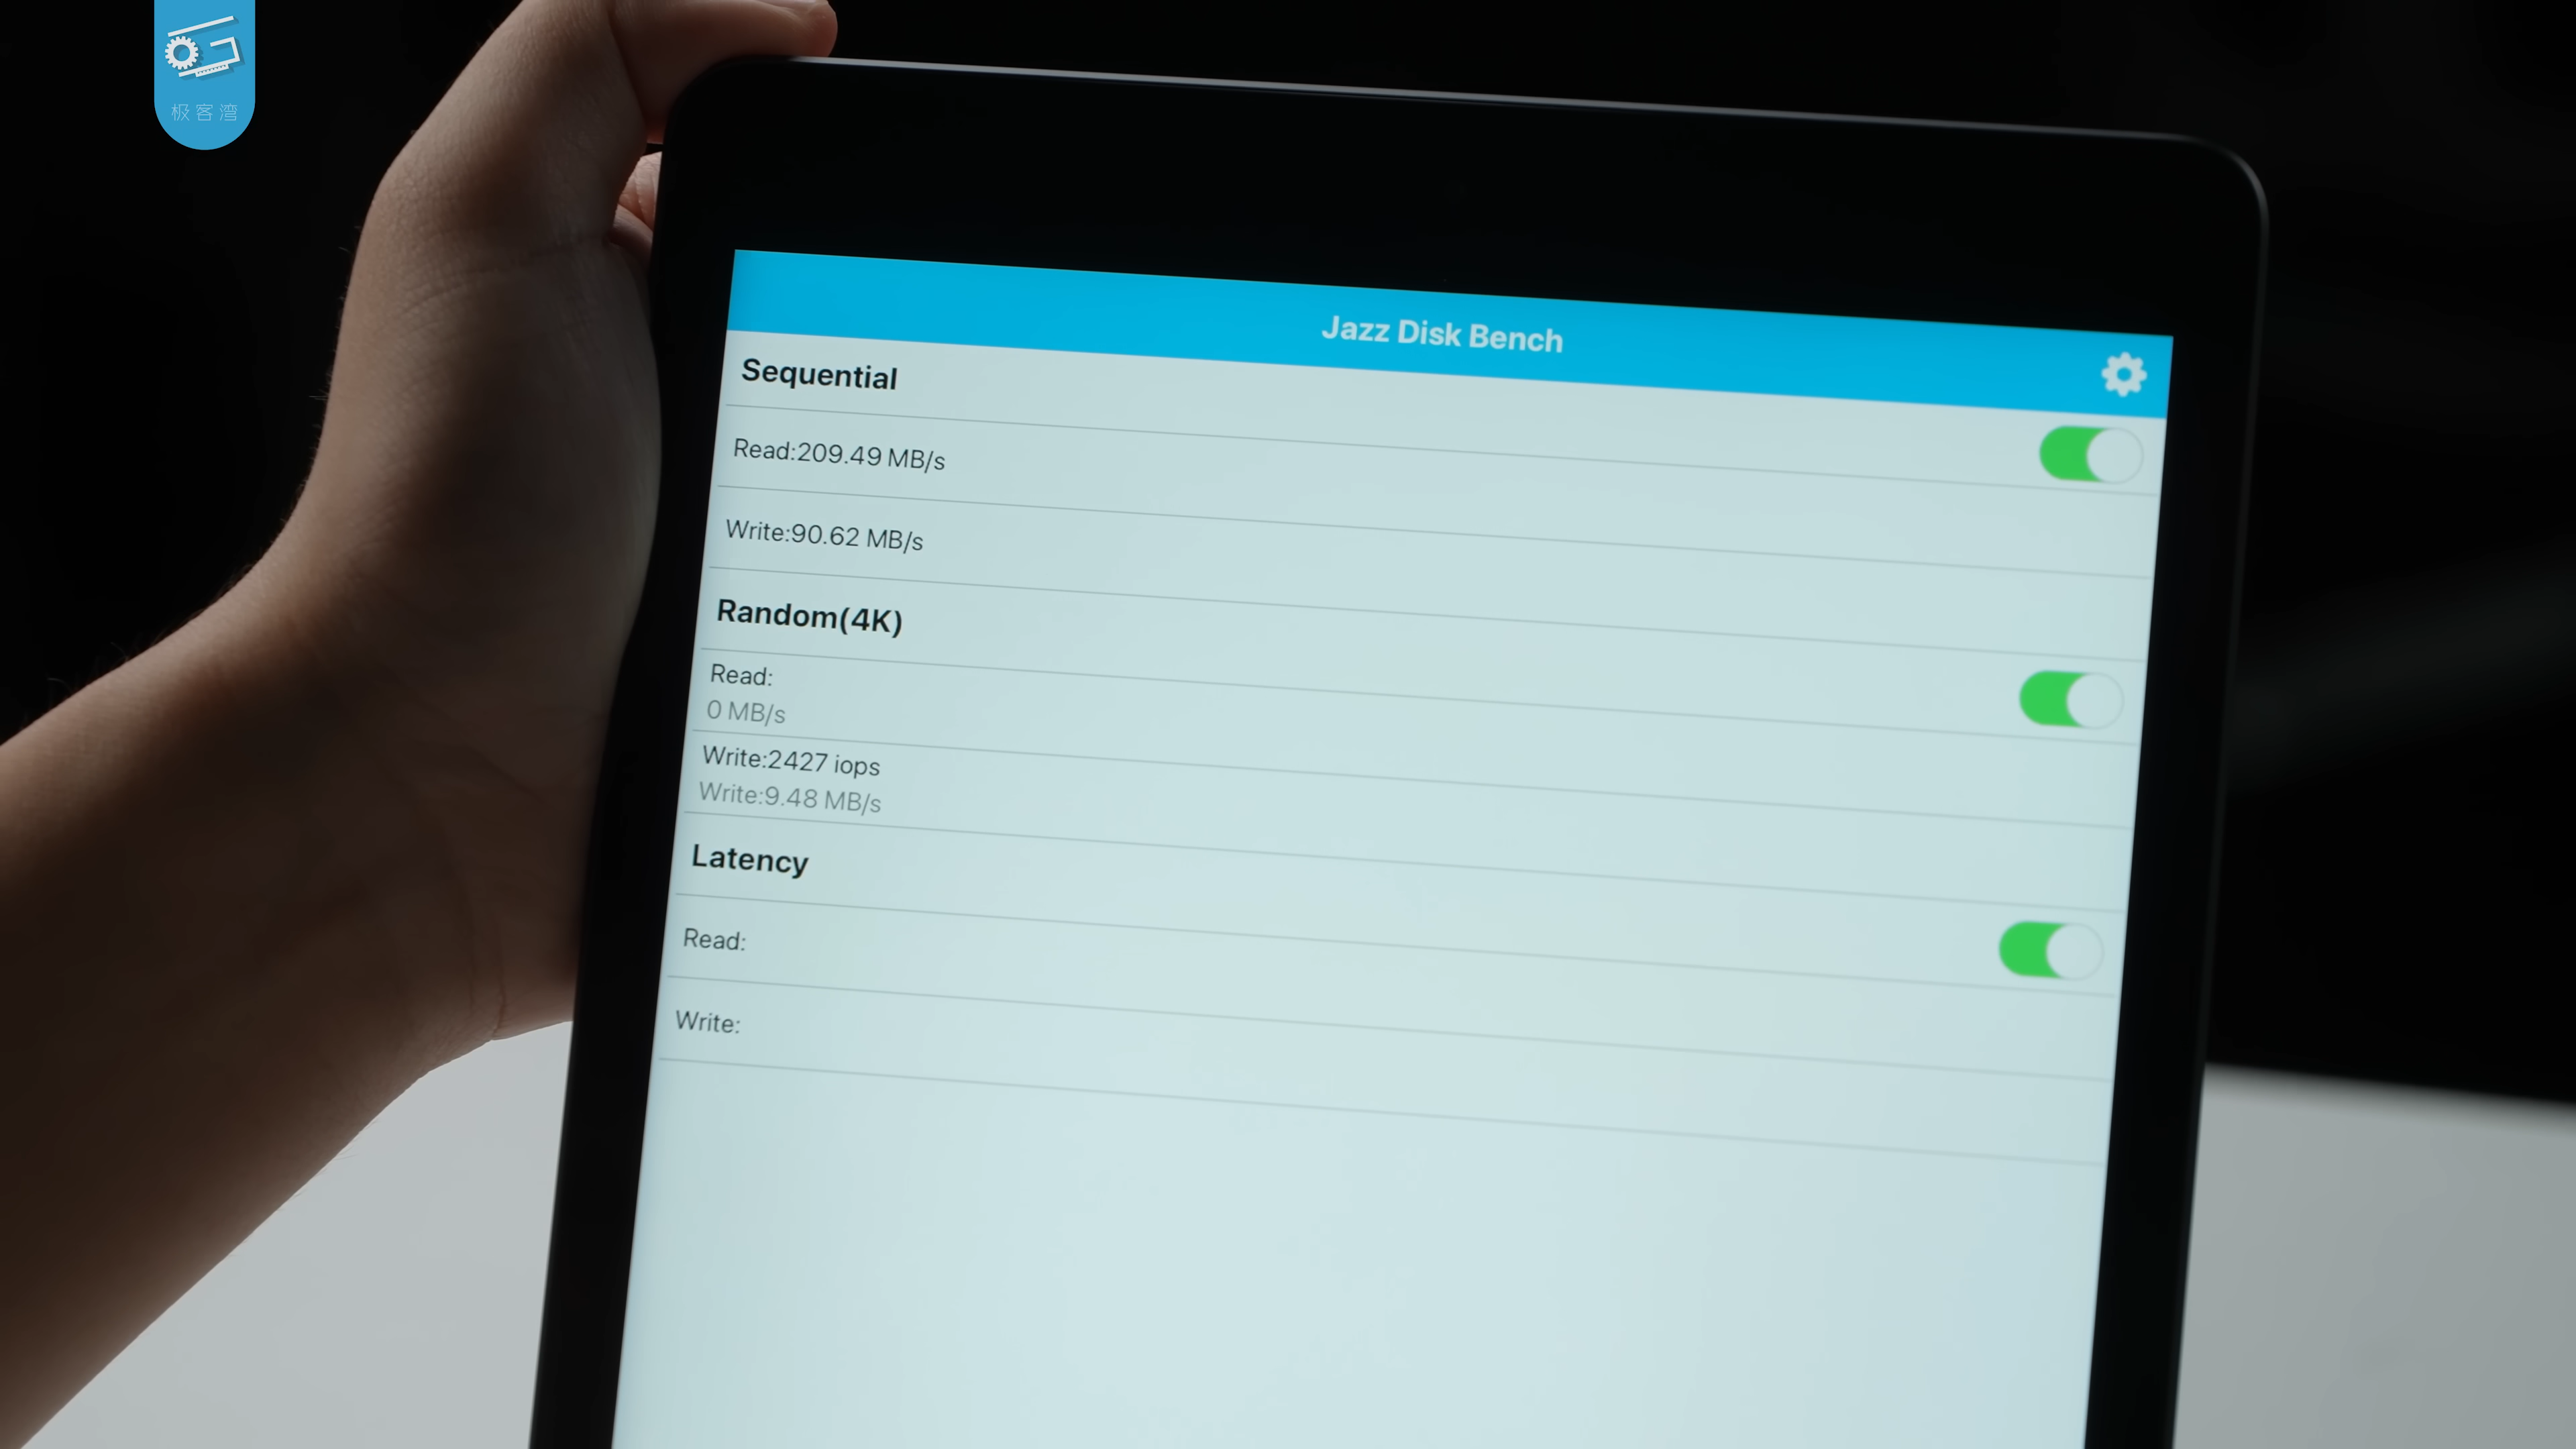 极客湾
Jazz Disk Bench
Sequential
Read:209.49 MB/s
Write:90.62 MB/s
Random(4K)
Read:
0 MB/s
Write:2427 iops
Write:9.48 MB/s
Latency
Read:
Write: